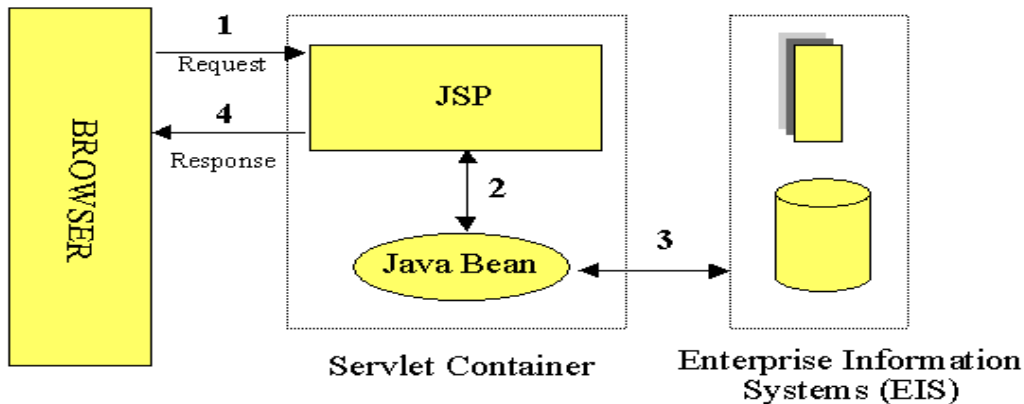 BROWSER
1
Request
4
Response
JSP
2
Java Bean
3
Servlet Container
Enterprise Information
Systems (EIS)